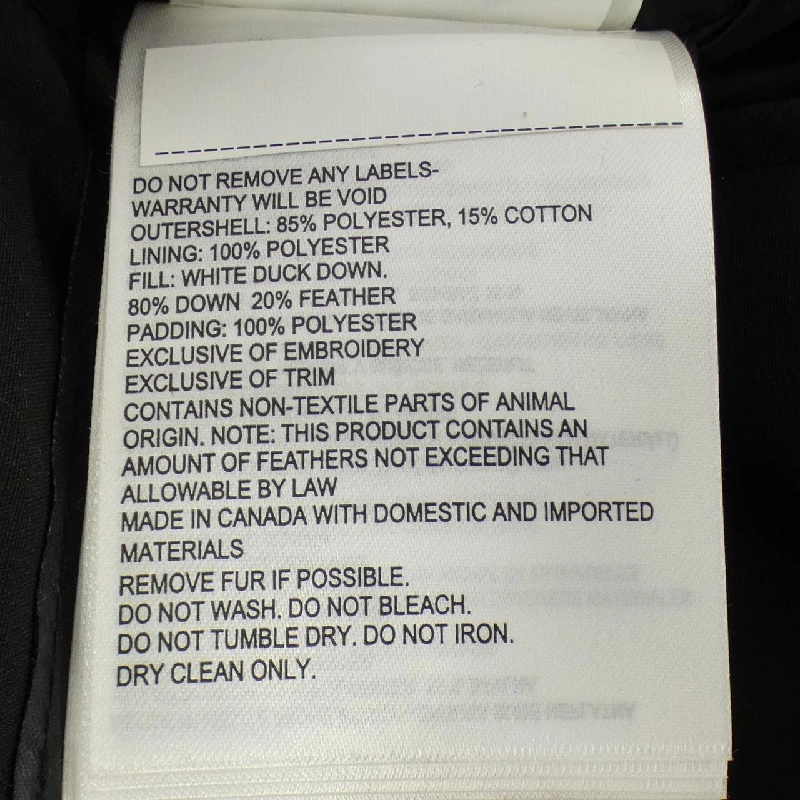 DO NOT REMOVE ANY LABELS-
WARRANTY WILL BE VOID
OUTERSHELL: 85% POLYESTER, 15% COTTON
LINING: 100% POLYESTER
FILL: WHITE DUCK DOWN.
80% DOWN 20% FEATHER
PADDING: 100% POLYESTER
EXCLUSIVE OF EMBROIDERY
EXCLUSIVE OF TRIM
CONTAINS NON-TEXTILE PARTS OF ANIMAL
ORIGIN. NOTE: THIS PRODUCT CONTAINS AN
AMOUNT OF FEATHERS NOT EXCEEDING THAT
ALLOWABLE BY LAW
MADE IN CANADA WITH DOMESTIC AND IMPORTED
MATERIALS
REMOVE FUR IF POSSIBLE.
DO NOT WASH. DO NOT BLEACH.
DO NOT TUMBLE DRY. DO NOT IRON.
DRY CLEAN ONLY.